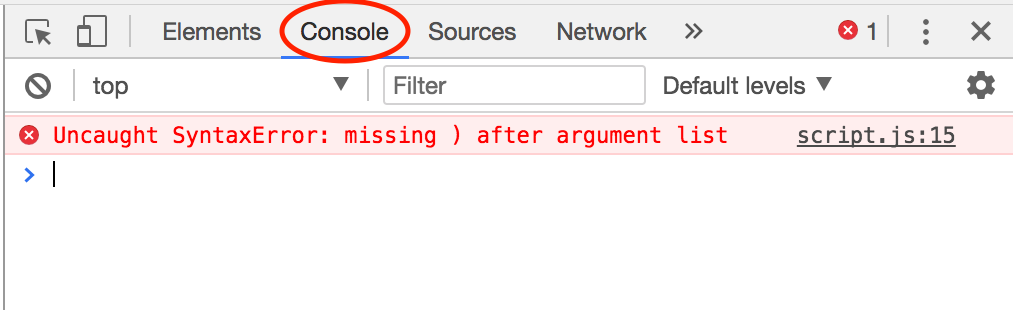 Elements Console Sources Network 1
top Filter Default levels
Uncaught SyntaxError: missing ) after argument list script.js:15